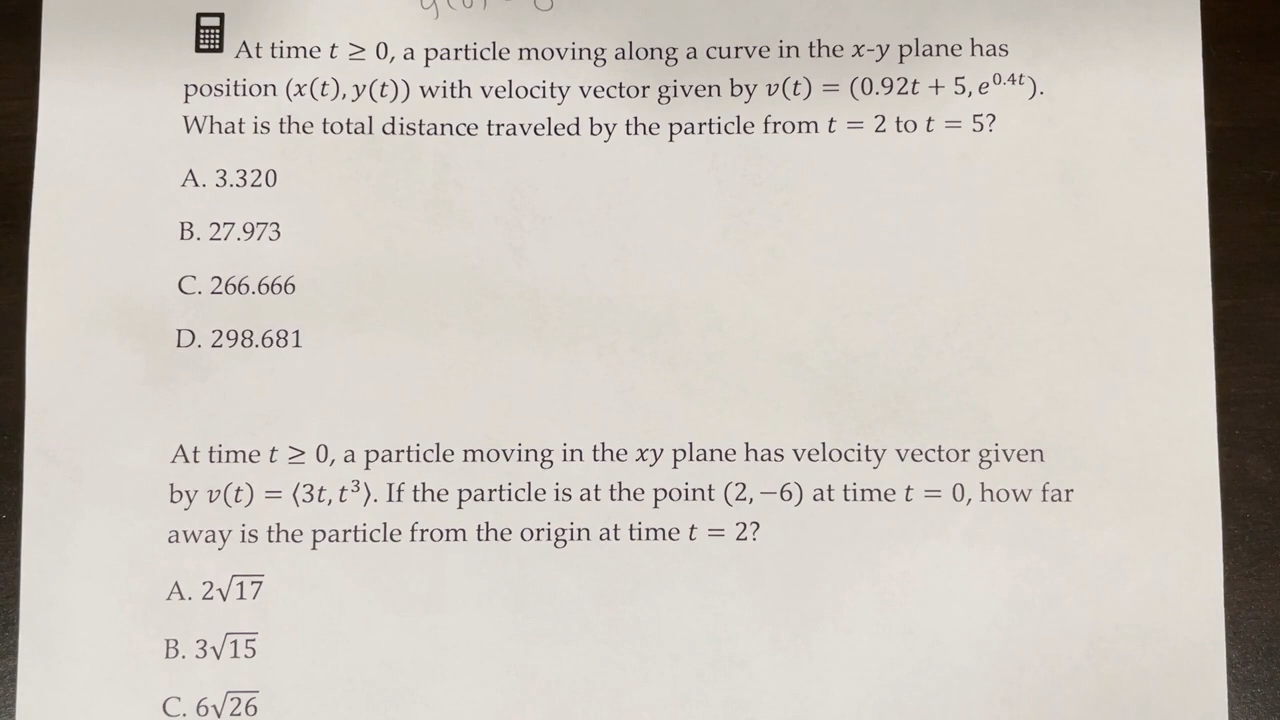 At time t ≥ 0, a particle moving along a curve in the x-y plane has
position (x(t), y(t)) with velocity vector given by v(t) = (0.92t + 5, e^{0.4t}).
What is the total distance traveled by the particle from t = 2 to t = 5?
A. 3.320
B. 27.973
C. 266.666
D. 298.681
At time t ≥ 0, a particle moving in the xy plane has velocity vector given
by v(t) = ⟨3t, t³⟩. If the particle is at the point (2, −6) at time t = 0, how far
away is the particle from the origin at time t = 2?
A. 2√17
B. 3√15
C. 6√26